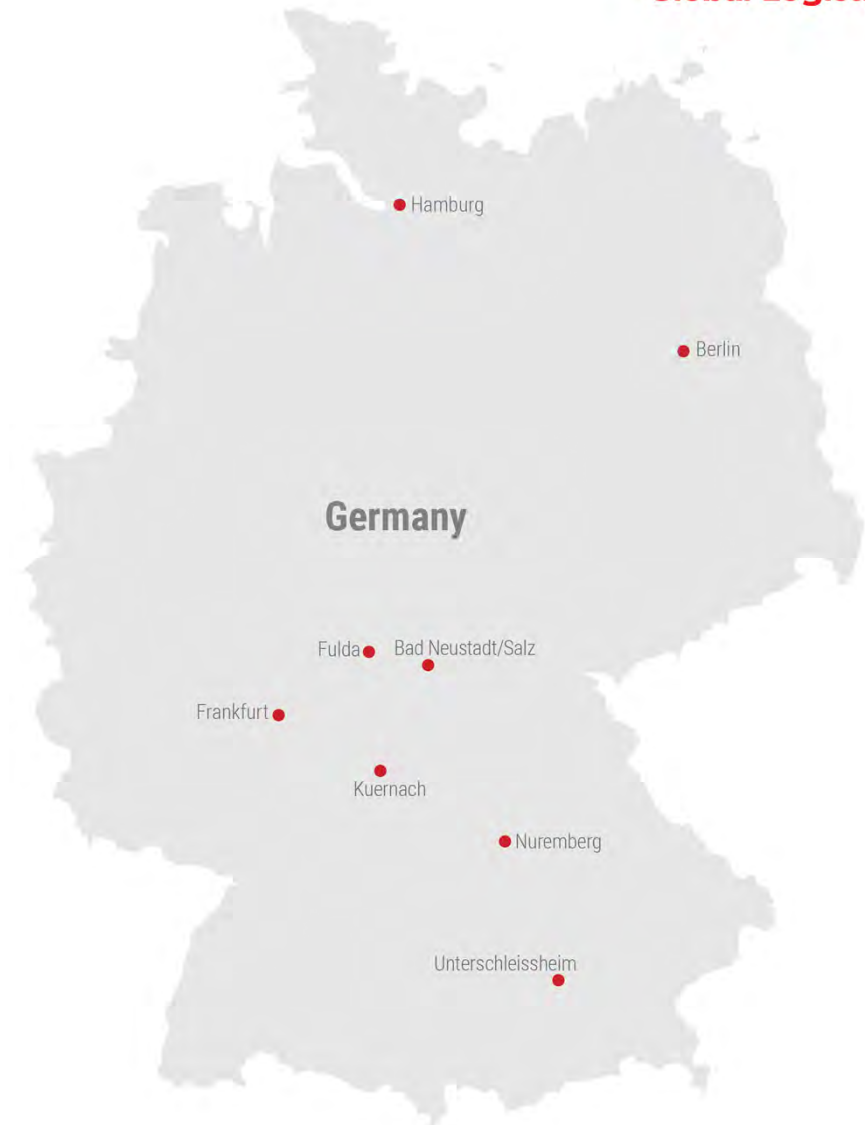 Hamburg
Berlin
Germany
Fulda
Bad Neustadt/Salz
Frankfurt
Kuernach
Nuremberg
Unterschleissheim